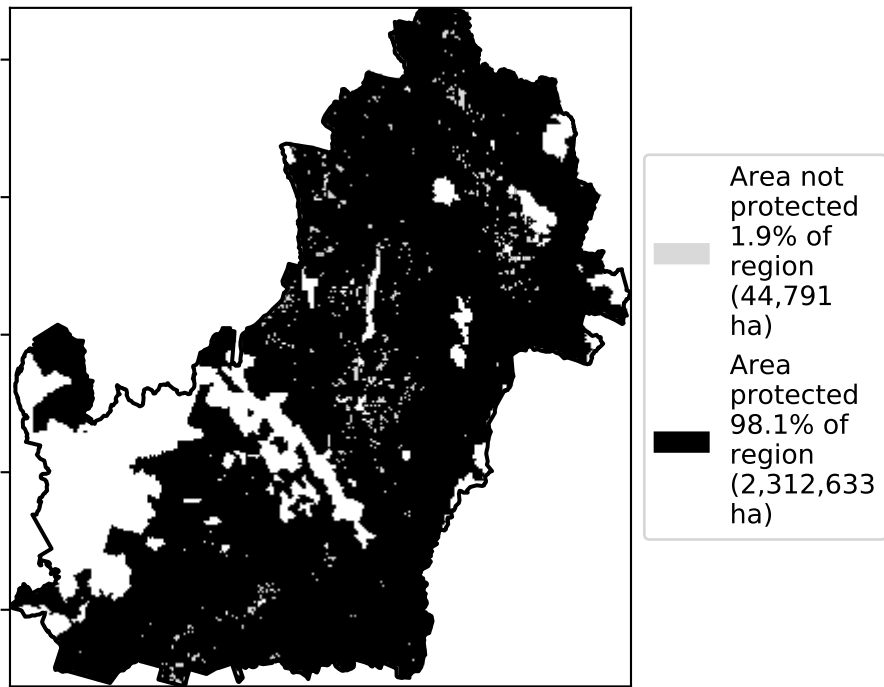 Area not
protected
1.9% of
region
(44,791
ha)
Area
protected
98.1% of
region
(2,312,633
ha)